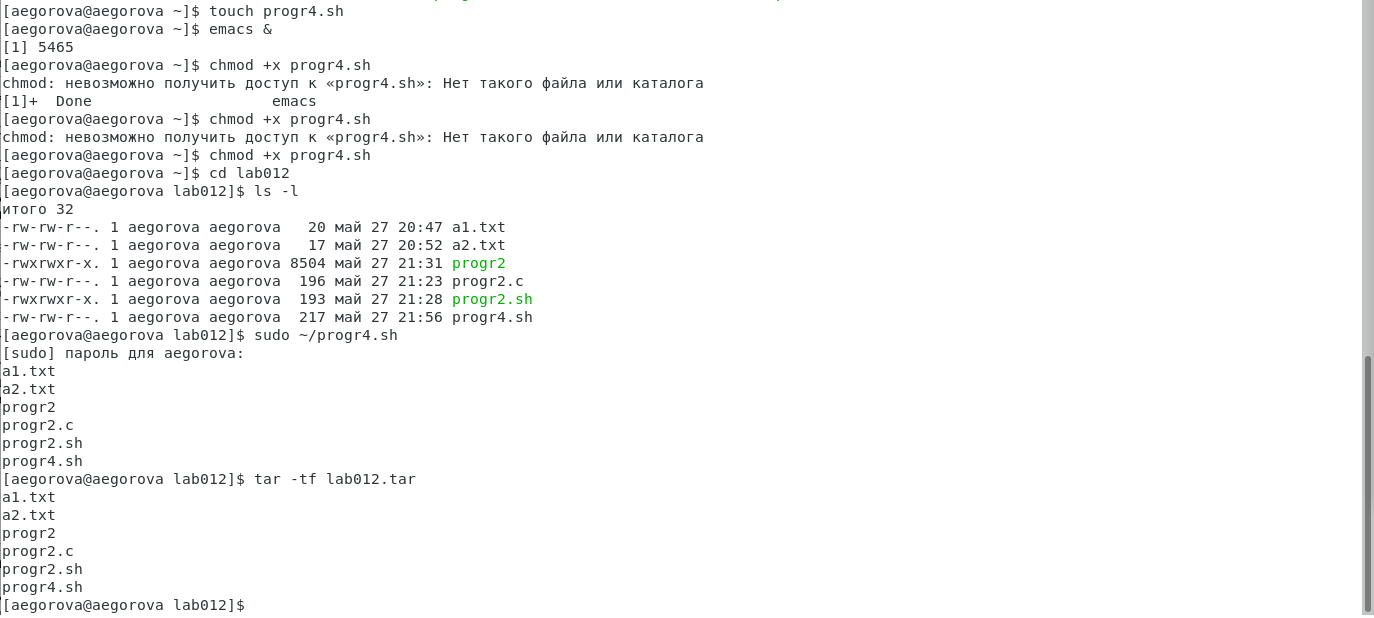 [aegorova@aegorova ~]$ touch progr4.sh
[aegorova@aegorova ~]$ emacs &
[1] 5465
[aegorova@aegorova ~]$ chmod +x progr4.sh
chmod: невозможно получить доступ к «progr4.sh»: Нет такого файла или каталога
[1]+  Done                    emacs
[aegorova@aegorova ~]$ chmod +x progr4.sh
chmod: невозможно получить доступ к «progr4.sh»: Нет такого файла или каталога
[aegorova@aegorova ~]$ chmod +x progr4.sh
[aegorova@aegorova ~]$ cd lab012
[aegorova@aegorova lab012]$ ls -l
итого 32
-rw-rw-r--. 1 aegorova aegorova   20 май 27 20:47 a1.txt
-rw-rw-r--. 1 aegorova aegorova   17 май 27 20:52 a2.txt
-rwxrwxr-x. 1 aegorova aegorova 8504 май 27 21:31 progr2
-rw-rw-r--. 1 aegorova aegorova  196 май 27 21:23 progr2.c
-rwxrwxr-x. 1 aegorova aegorova  193 май 27 21:28 progr2.sh
-rw-rw-r--. 1 aegorova aegorova  217 май 27 21:56 progr4.sh
[aegorova@aegorova lab012]$ sudo ~/progr4.sh
[sudo] пароль для aegorova:
a1.txt
a2.txt
progr2
progr2.c
progr2.sh
progr4.sh
[aegorova@aegorova lab012]$ tar -tf lab012.tar
a1.txt
a2.txt
progr2
progr2.c
progr2.sh
progr4.sh
[aegorova@aegorova lab012]$